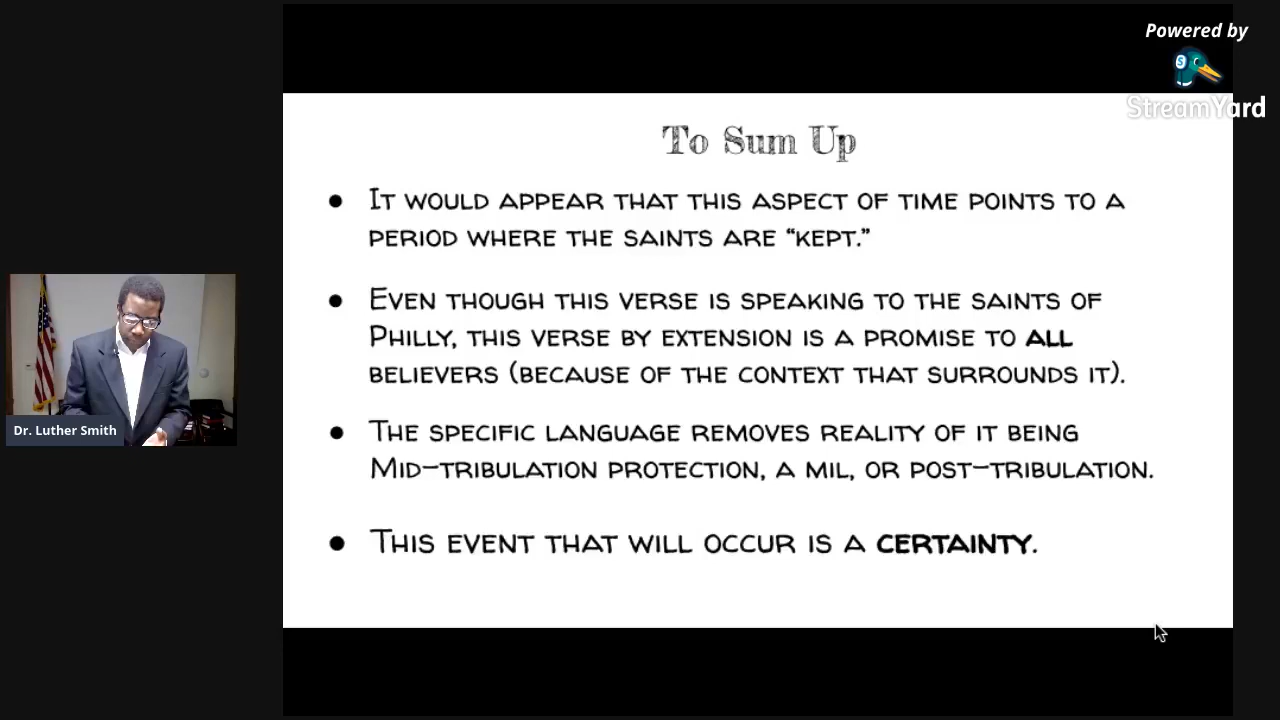 Powered by
StreamYard
To Sum Up
● It would appear that this aspect of time points to a
period where the saints are “kept.”
● Even though this verse is speaking to the saints of
Philly, this verse by extension is a promise to all
believers (because of the context that surrounds it).
● The specific language removes reality of it being
Mid-tribulation protection, a mil, or post-tribulation.
● This event that will occur is a certainty.
Dr. Luther Smith